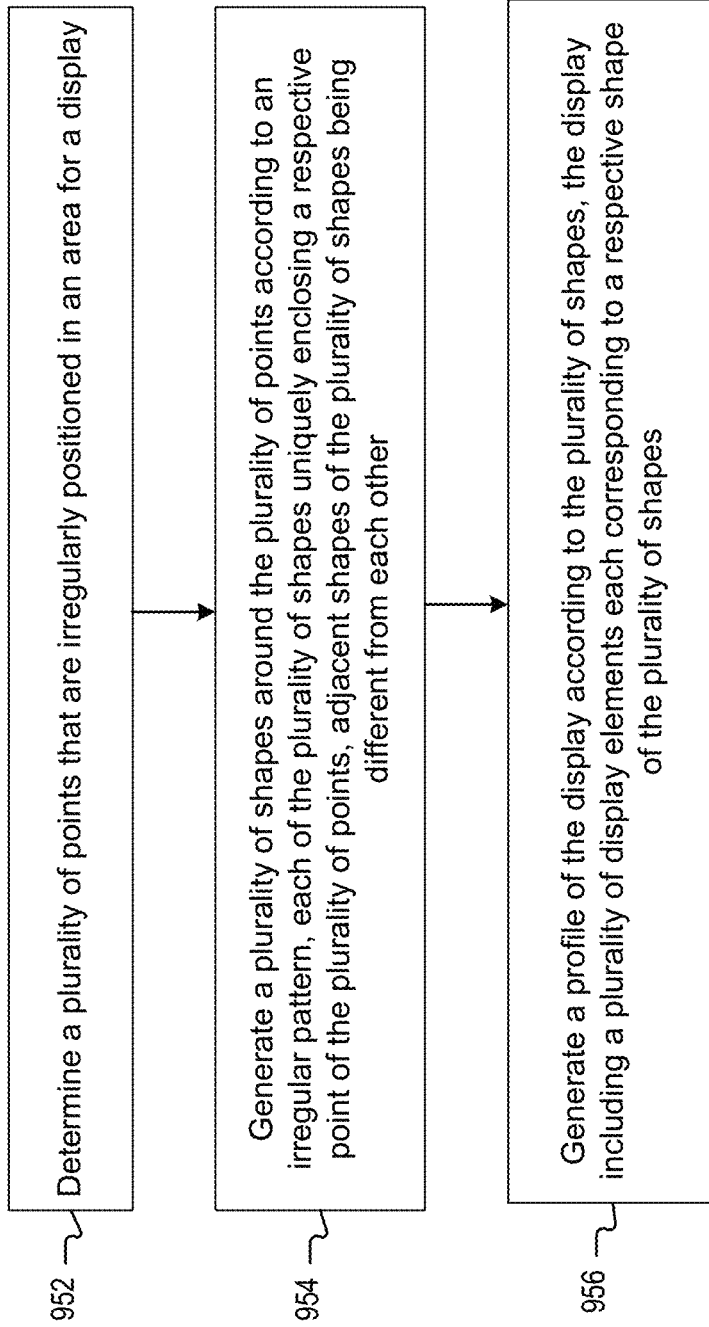 952
Determine a plurality of points that are irregularly positioned in an area for a display
954
Generate a plurality of shapes around the plurality of points according to an
irregular pattern, each of the plurality of shapes uniquely enclosing a respective
point of the plurality of points, adjacent shapes of the plurality of shapes being
different from each other
956
Generate a profile of the display according to the plurality of shapes, the display
including a plurality of display elements each corresponding to a respective shape
of the plurality of shapes